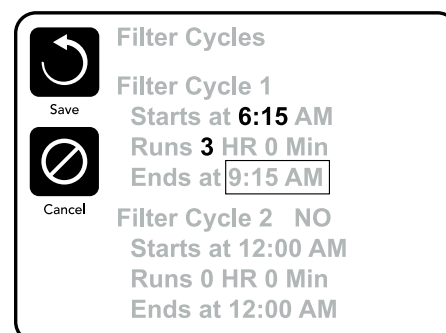 Filter Cycles
Save
Filter Cycle 1
Starts at 6:15 AM
Runs 3 HR 0 Min
Ends at 9:15 AM
Cancel
Filter Cycle 2 NO
Starts at 12:00 AM
Runs 0 HR 0 Min
Ends at 12:00 AM